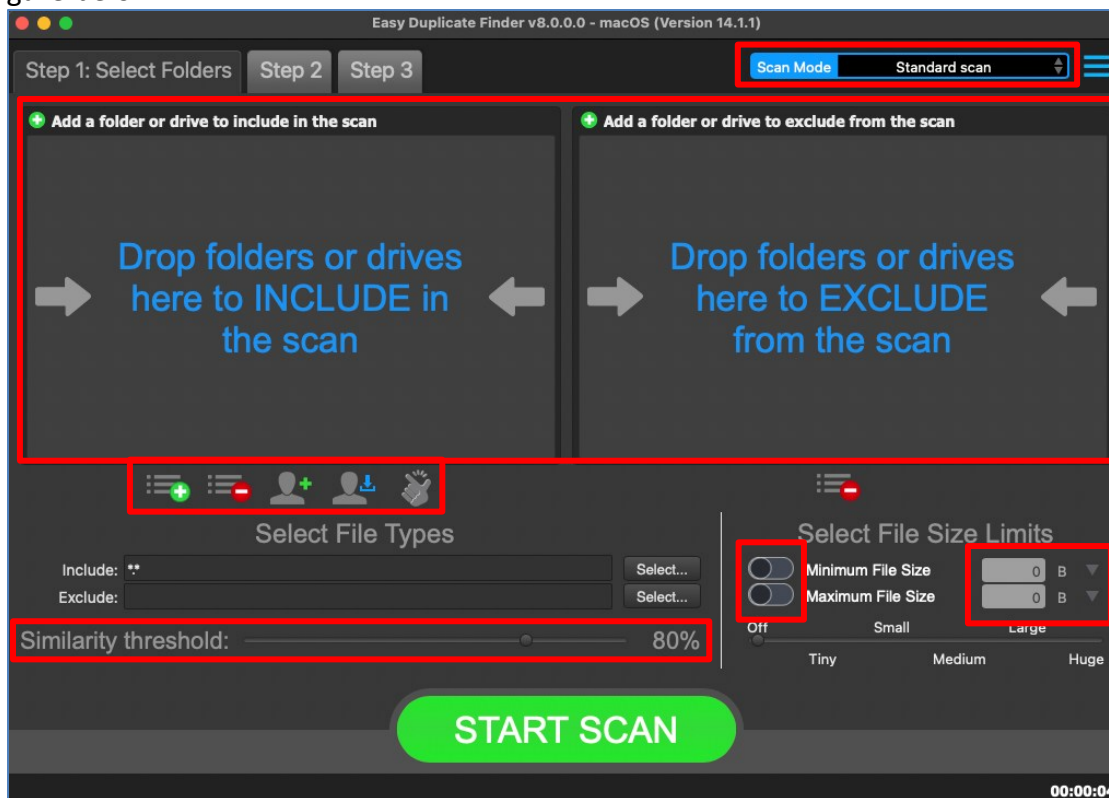 Easy Duplicate Finder v8.0.0.0 - macOS (Version 14.1.1)
Step 1: Select Folders Step 2 Step 3 Scan Mode Standard scan
Add a folder or drive to include in the scan Add a folder or drive to exclude from the scan
Drop folders or drives
here to INCLUDE in
the scan
Drop folders or drives
here to EXCLUDE
from the scan
Select File Types Select File Size Limits
Include: *.* Select... Minimum File Size 0 B
Exclude: Select... Maximum File Size 0 B
Similarity threshold: 80% Off Small Large
Tiny Medium Huge
START SCAN